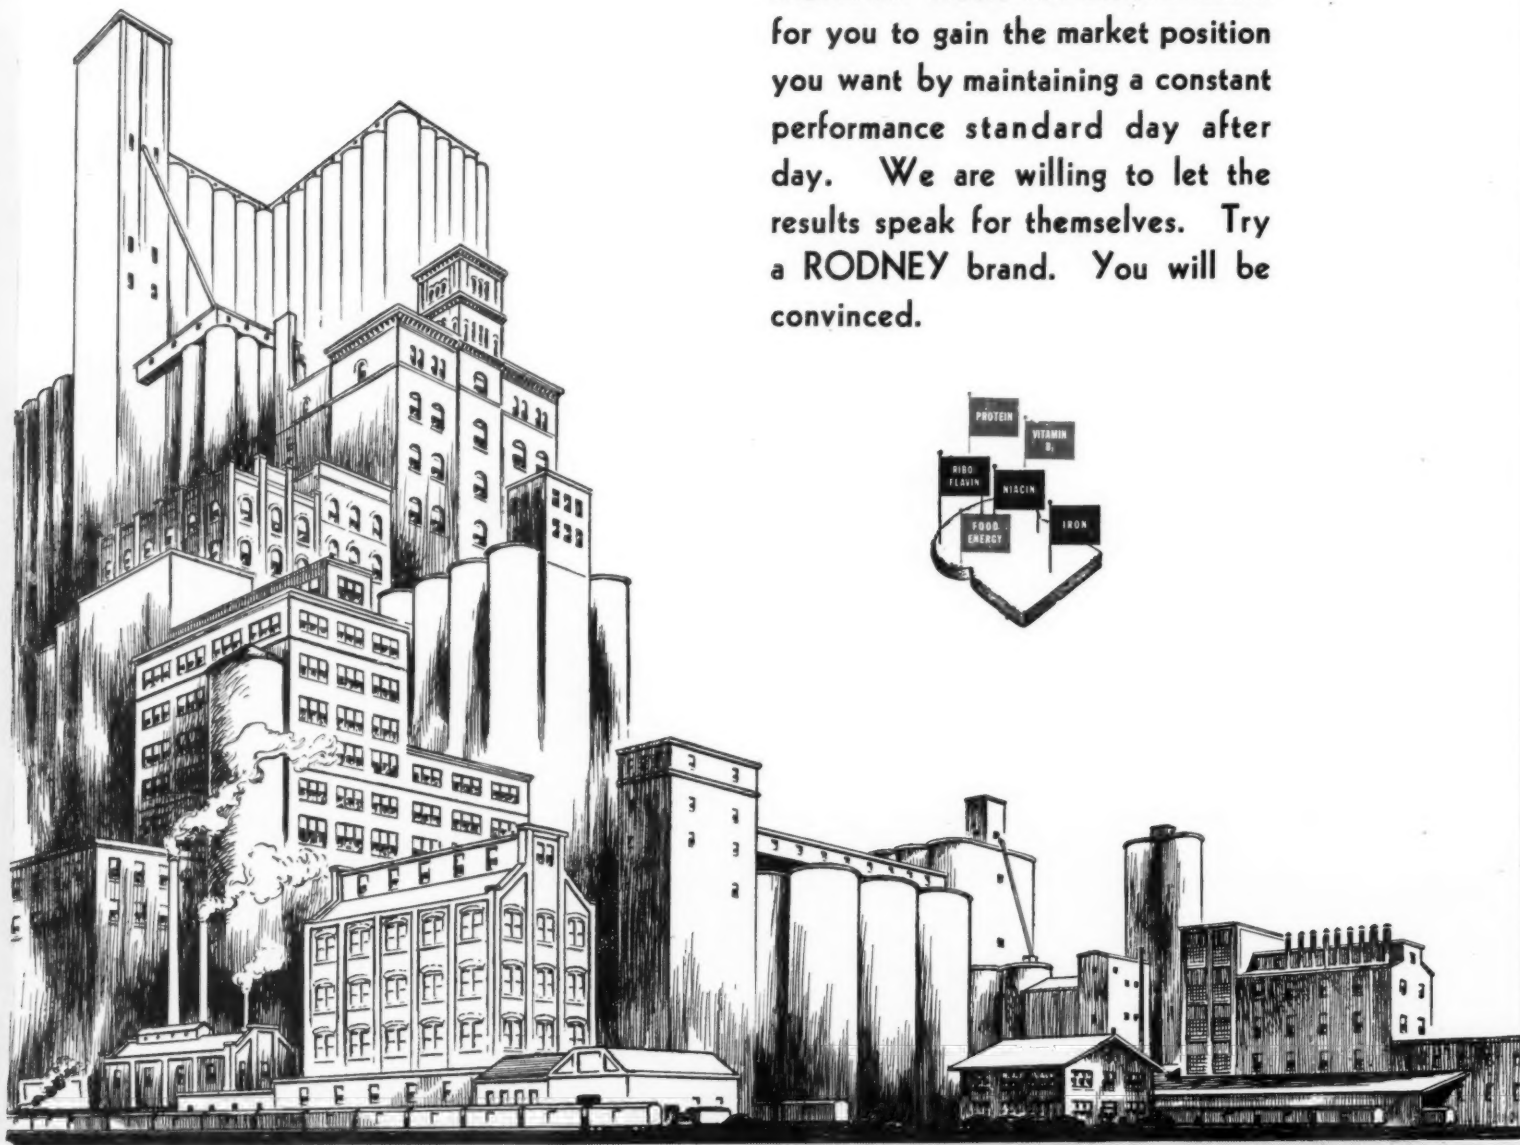 for you to gain the market position
you want by maintaining a constant
performance standard day after
day. We are willing to let the
results speak for themselves. Try
a RODNEY brand. You will be
convinced.
PROTEIN
VITAMIN
B₁
RIBO
FLAVIN
NIACIN
FOOD
ENERGY
IRON